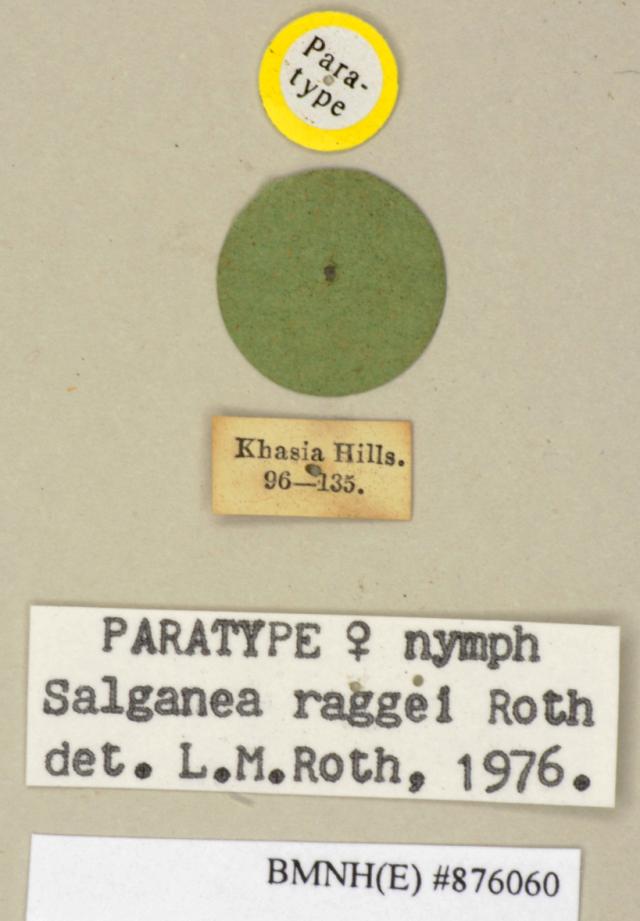 Para-
type
Khasia Hills.
96—135.
PARATYPE ♀ nymph
Salganea raggei Roth
det. L.M.Roth, 1976.
BMNH(E) #876060